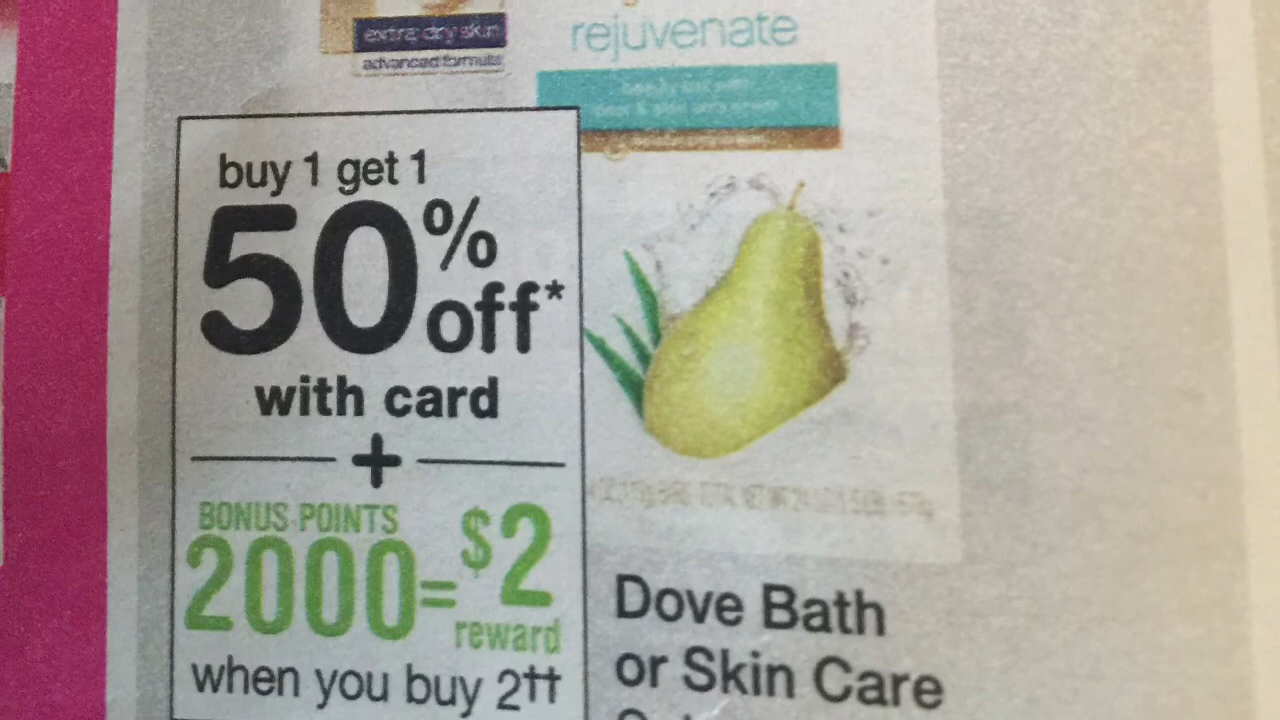 extra dry skin
advanced formula
rejuvenate
buy 1 get 1
50%
off*
with card
+
BONUS POINTS
2000=$2
reward
when you buy 2††
Dove Bath
or Skin Care